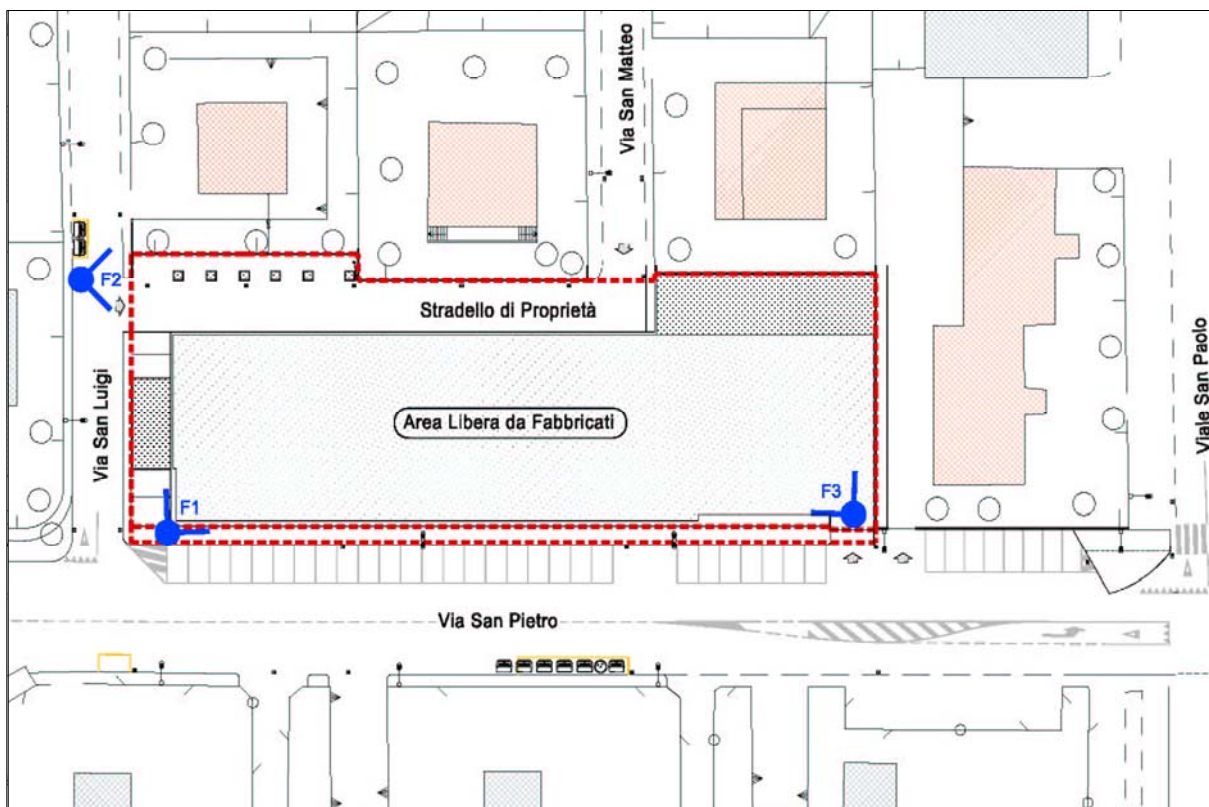 Via San Matteo
F2
Stradello di Proprietà
Via San Luigi
Area Libera da Fabbricati
Viale San Paolo
F1
F3
Via San Pietro